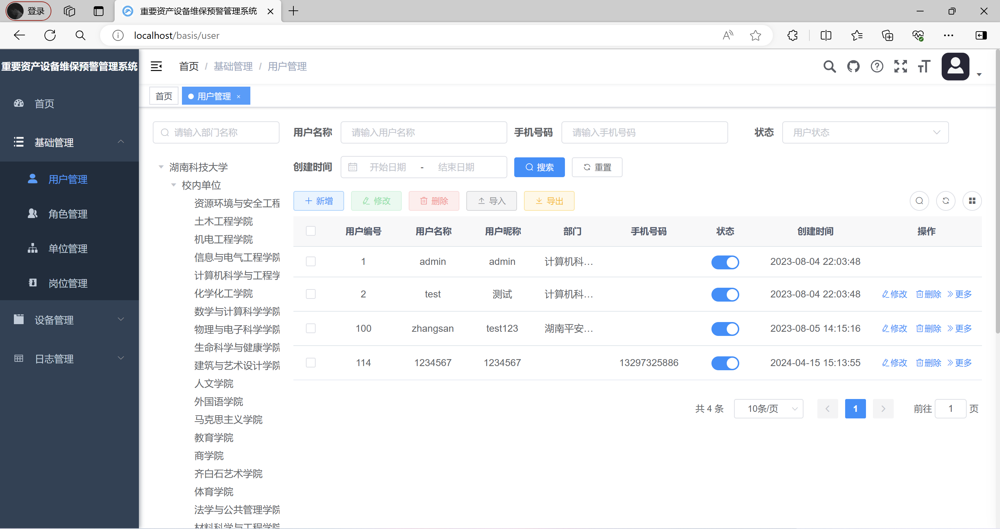 登录
重要资产设备维保预警管理系统
localhost/basis/user
重要资产设备维保预警管理系统
首页
基础管理
用户管理
角色管理
单位管理
岗位管理
设备管理
日志管理
首页 / 基础管理 / 用户管理
首页
用户管理
请输入部门名称
湖南科技大学
校内单位
资源环境与安全工程
土木工程学院
机电工程学院
信息与电气工程学院
计算机科学与工程学
化学化工学院
数学与计算科学学院
物理与电子科学学院
生命科学与健康学院
建筑与艺术设计学院
人文学院
外国语学院
马克思主义学院
教育学院
商学院
齐白石艺术学院
体育学院
法学与公共管理学院
材料科学与工程学院
用户名称 请输入用户名称 手机号码 请输入手机号码 状态 用户状态
创建时间 开始日期 - 结束日期 搜索 重置
新增 修改 删除 导入 导出
用户编号 用户名称 用户昵称 部门 手机号码 状态 创建时间 操作
1 admin admin 计算机科... 2023-08-04 22:03:48
2 test 测试 计算机科... 2023-08-04 22:03:48 修改 删除 更多
100 zhangsan test123 湖南平安... 2023-08-05 14:15:16 修改 删除 更多
114 1234567 1234567 13297325886 2024-04-15 15:13:55 修改 删除 更多
共 4 条 10条/页 1 前往 1 页